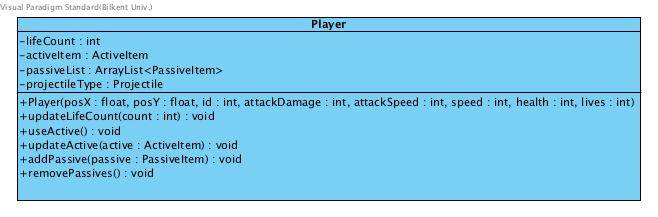 Visual Paradigm Standard(Bilkent Univ.)
Player
-lifeCount : int
-activeItem : ActiveItem
-passiveList : ArrayList<PassiveItem>
-projectileType : Projectile
+Player(posX : float, posY : float, id : int, attackDamage : int, attackSpeed : int, speed : int, health : int, lives : int)
+updateLifeCount(count : int) : void
+useActive() : void
+updateActive(active : ActiveItem) : void
+addPassive(passive : PassiveItem) : void
+removePassives() : void